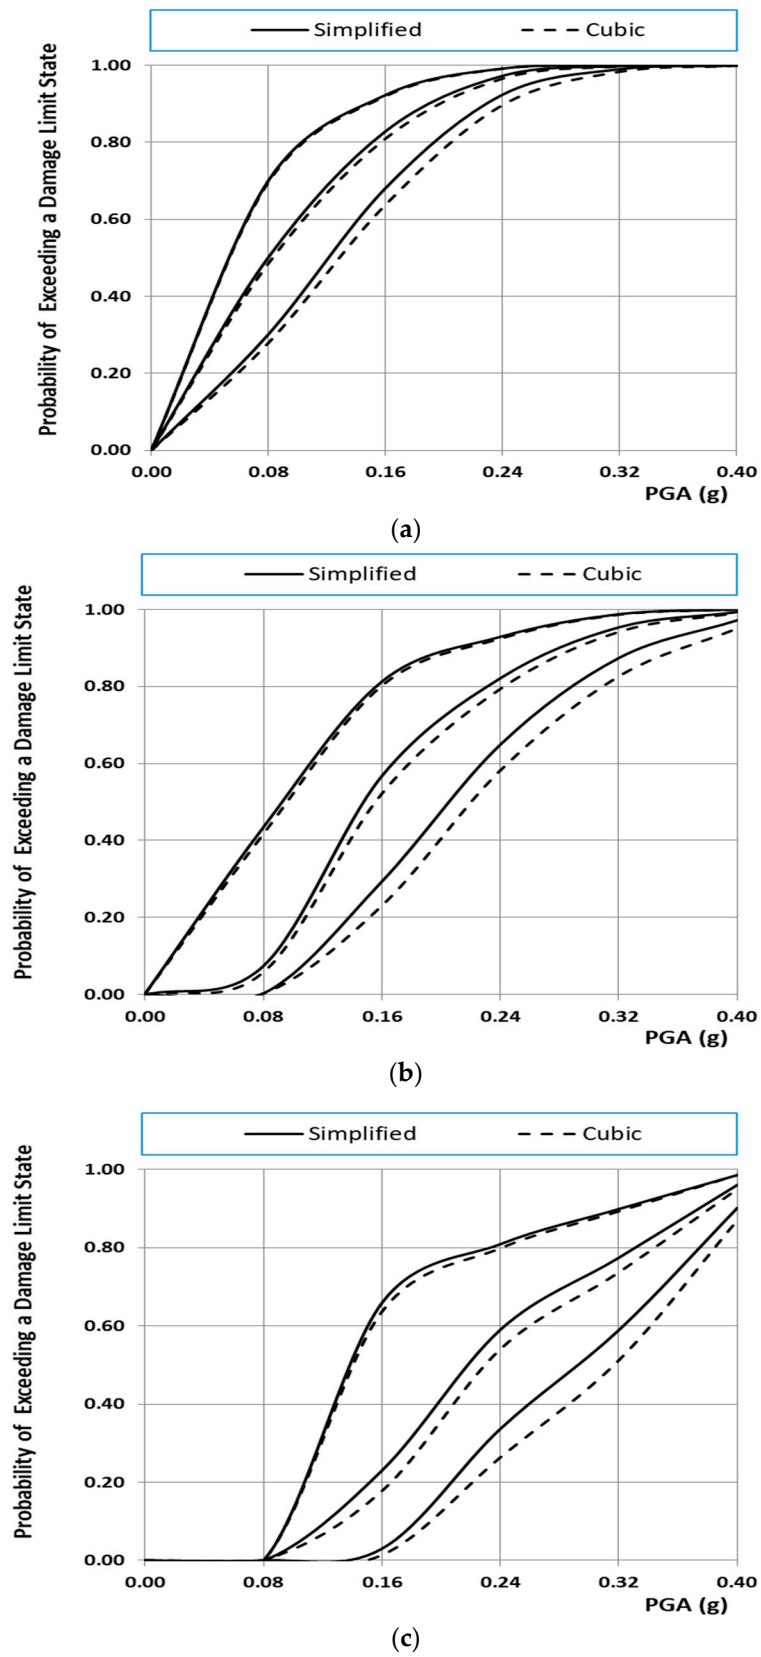 Simplified Cubic
Probability of Exceeding a Damage Limit State
1.00
0.80
0.60
0.40
0.20
0.00
0.00 0.08 0.16 0.24 0.32 0.40
PGA (g)
(a)
Simplified Cubic
Probability of Exceeding a Damage Limit State
1.00
0.80
0.60
0.40
0.20
0.00
0.00 0.08 0.16 0.24 0.32 0.40
PGA (g)
(b)
Simplified Cubic
Probability of Exceeding a Damage Limit State
1.00
0.80
0.60
0.40
0.20
0.00
0.00 0.08 0.16 0.24 0.32 0.40
PGA (g)
(c)